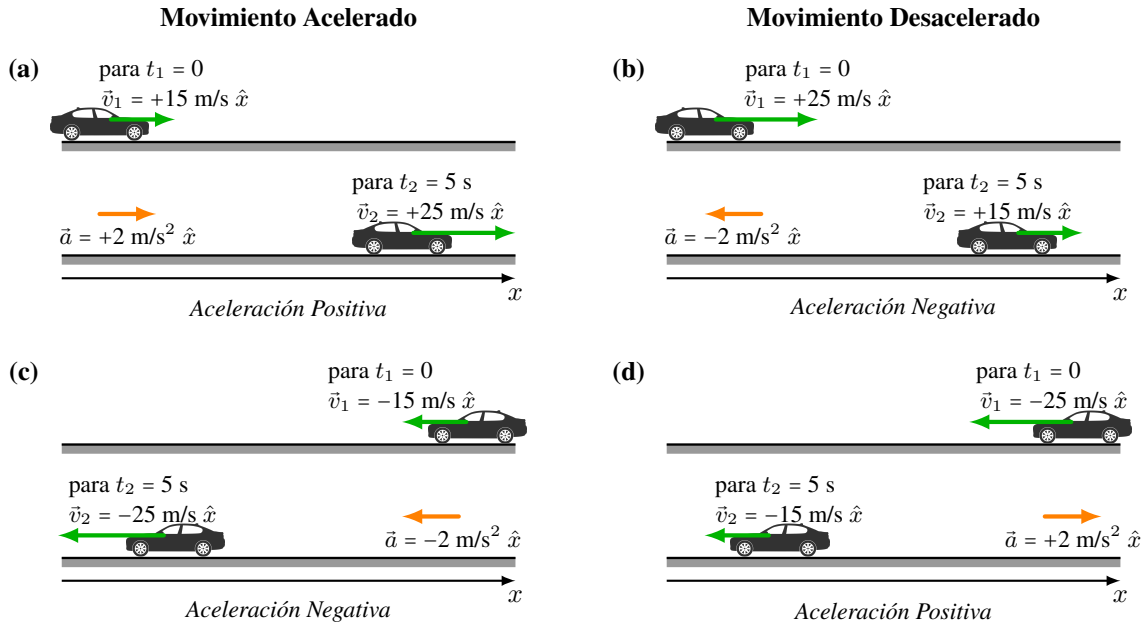 Movimiento Acelerado
Movimiento Desacelerado
(a)
para t₁ = 0
v⃗₁ = +15 m/s x̂
para t₂ = 5 s
v⃗₂ = +25 m/s x̂
a⃗ = +2 m/s² x̂
x
Aceleración Positiva
(b)
para t₁ = 0
v⃗₁ = +25 m/s x̂
para t₂ = 5 s
v⃗₂ = +15 m/s x̂
a⃗ = −2 m/s² x̂
x
Aceleración Negativa
(c)
para t₁ = 0
v⃗₁ = −15 m/s x̂
para t₂ = 5 s
v⃗₂ = −25 m/s x̂
a⃗ = −2 m/s² x̂
x
Aceleración Negativa
(d)
para t₁ = 0
v⃗₁ = −25 m/s x̂
para t₂ = 5 s
v⃗₂ = −15 m/s x̂
a⃗ = +2 m/s² x̂
x
Aceleración Positiva